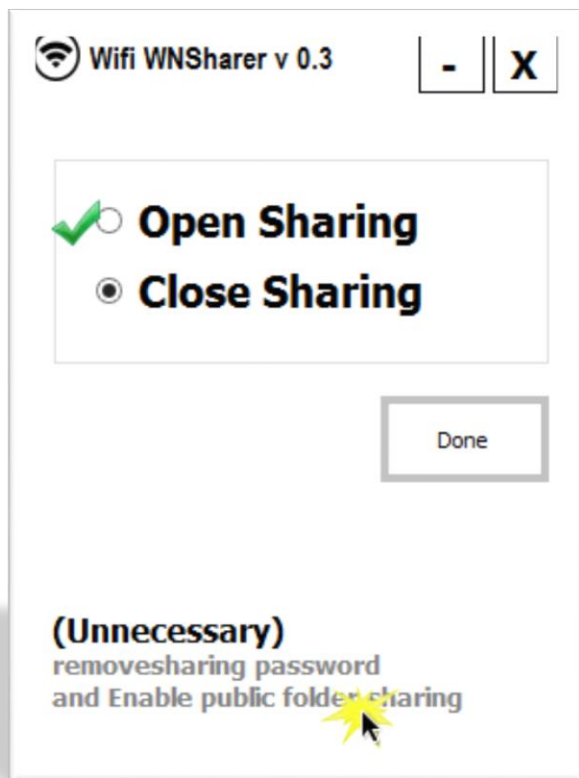 Wifi WNSharer v 0.3
- X
Open Sharing
Close Sharing
Done
(Unnecessary)
removesharing password
and Enable public folder sharing